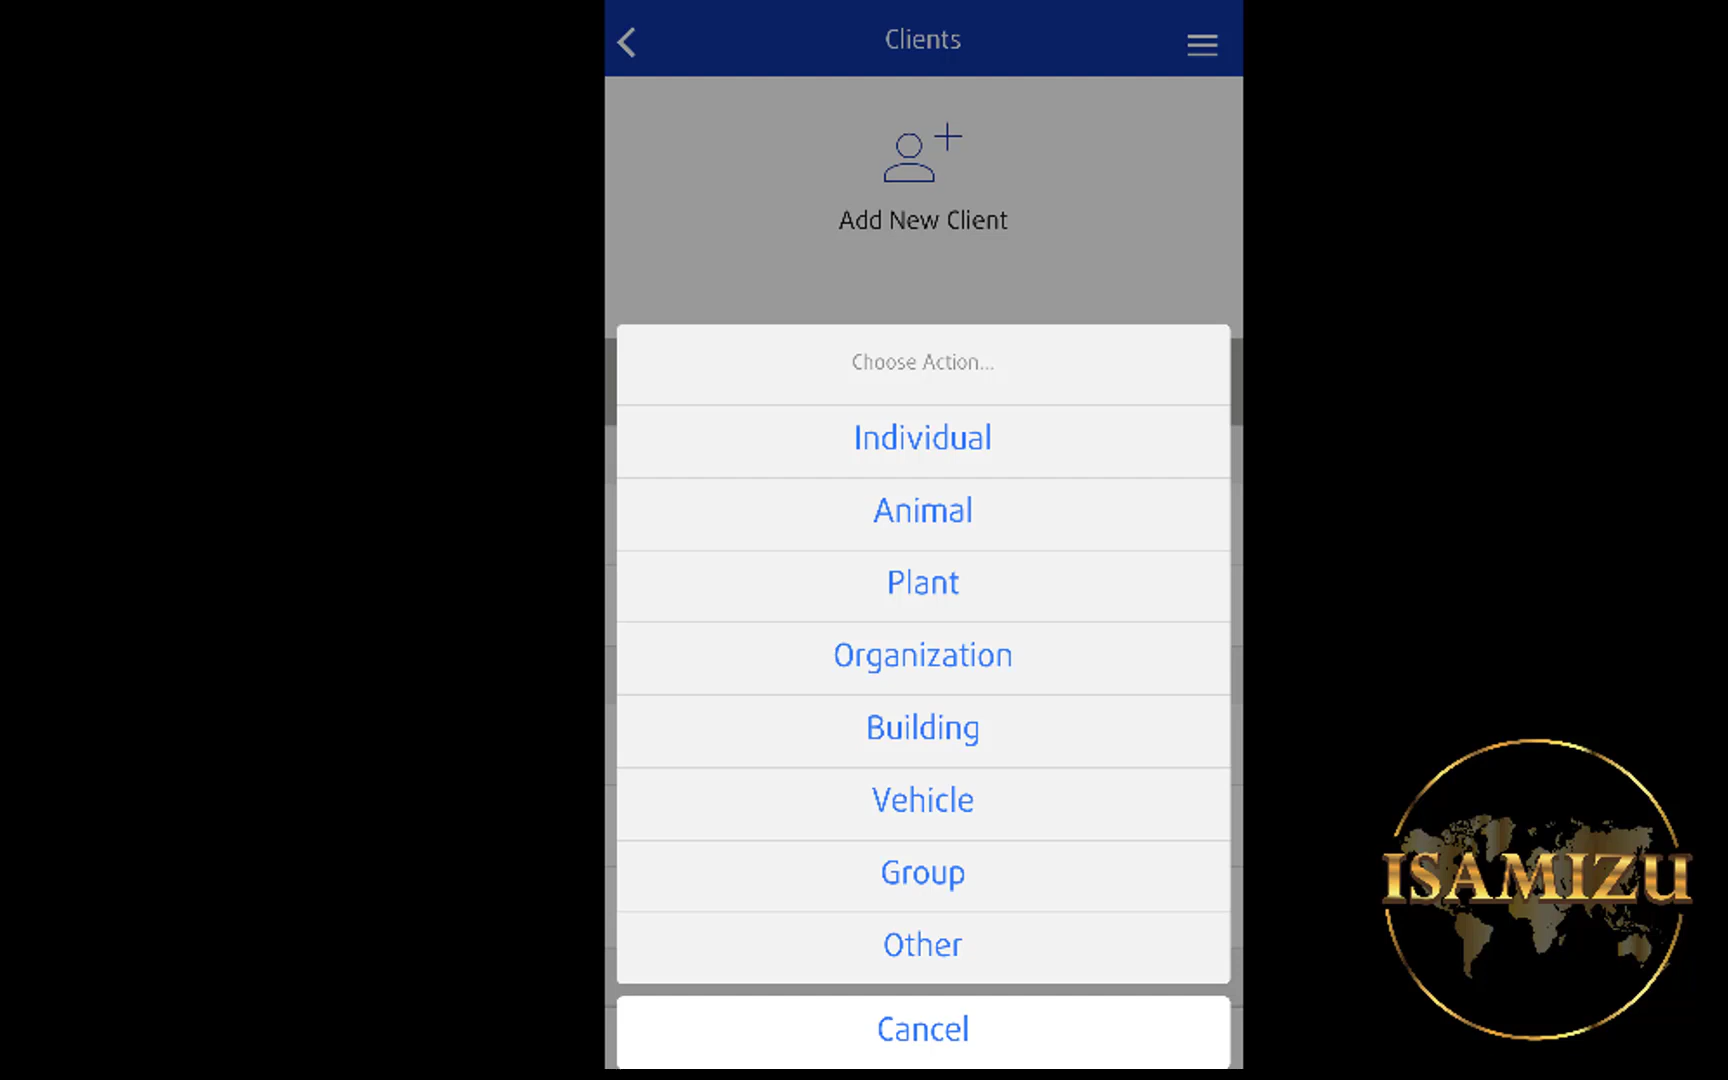 Clients
Add New Client
Choose Action...
Individual
Animal
Plant
Organization
Building
Vehicle
Group
Other
Cancel
ISAMIZU